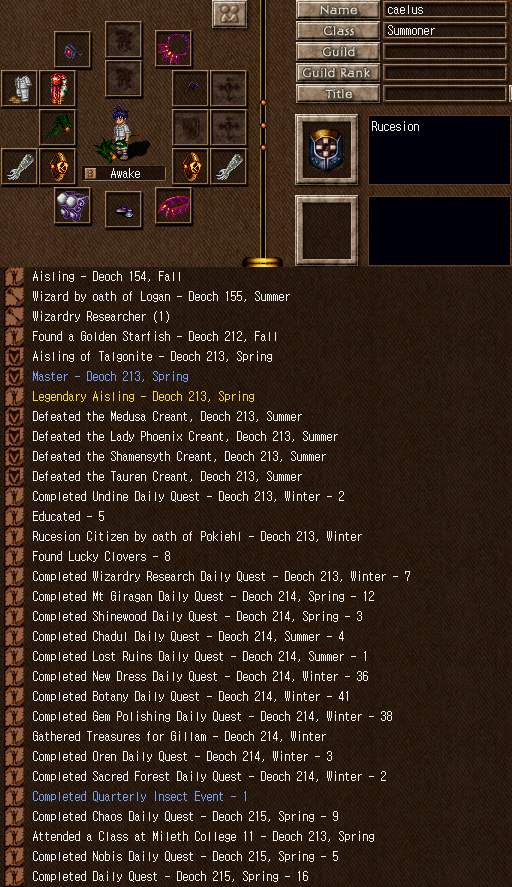 Name caelus
Class Summoner
Guild
Guild Rank
Title
Rucesion
Awake
Aisling - Deoch 154, Fall
Wizard by oath of Logan - Deoch 155, Summer
Wizardry Researcher (1)
Found a Golden Starfish - Deoch 212, Fall
Aisling of Talgonite - Deoch 213, Spring
Master - Deoch 213, Spring
Legendary Aisling - Deoch 213, Spring
Defeated the Medusa Creant, Deoch 213, Summer
Defeated the Lady Phoenix Creant, Deoch 213, Summer
Defeated the Shamensyth Creant, Deoch 213, Summer
Defeated the Tauren Creant, Deoch 213, Summer
Completed Undine Daily Quest - Deoch 213, Winter - 2
Educated - 5
Rucesion Citizen by oath of Pokiehl - Deoch 213, Winter
Found Lucky Clovers - 8
Completed Wizardry Research Daily Quest - Deoch 213, Winter - 7
Completed Mt Giragan Daily Quest - Deoch 214, Spring - 12
Completed Shinewood Daily Quest - Deoch 214, Spring - 3
Completed Chadul Daily Quest - Deoch 214, Summer - 4
Completed Lost Ruins Daily Quest - Deoch 214, Summer - 1
Completed New Dress Daily Quest - Deoch 214, Winter - 36
Completed Botany Daily Quest - Deoch 214, Winter - 41
Completed Gem Polishing Daily Quest - Deoch 214, Winter - 38
Gathered Treasures for Gillam - Deoch 214, Winter
Completed Oren Daily Quest - Deoch 214, Winter - 3
Completed Sacred Forest Daily Quest - Deoch 214, Winter - 2
Completed Quarterly Insect Event - 1
Completed Chaos Daily Quest - Deoch 215, Spring - 9
Attended a Class at Mileth College 11 - Deoch 213, Spring
Completed Nobis Daily Quest - Deoch 215, Spring - 5
Completed Daily Quest - Deoch 215, Spring - 16